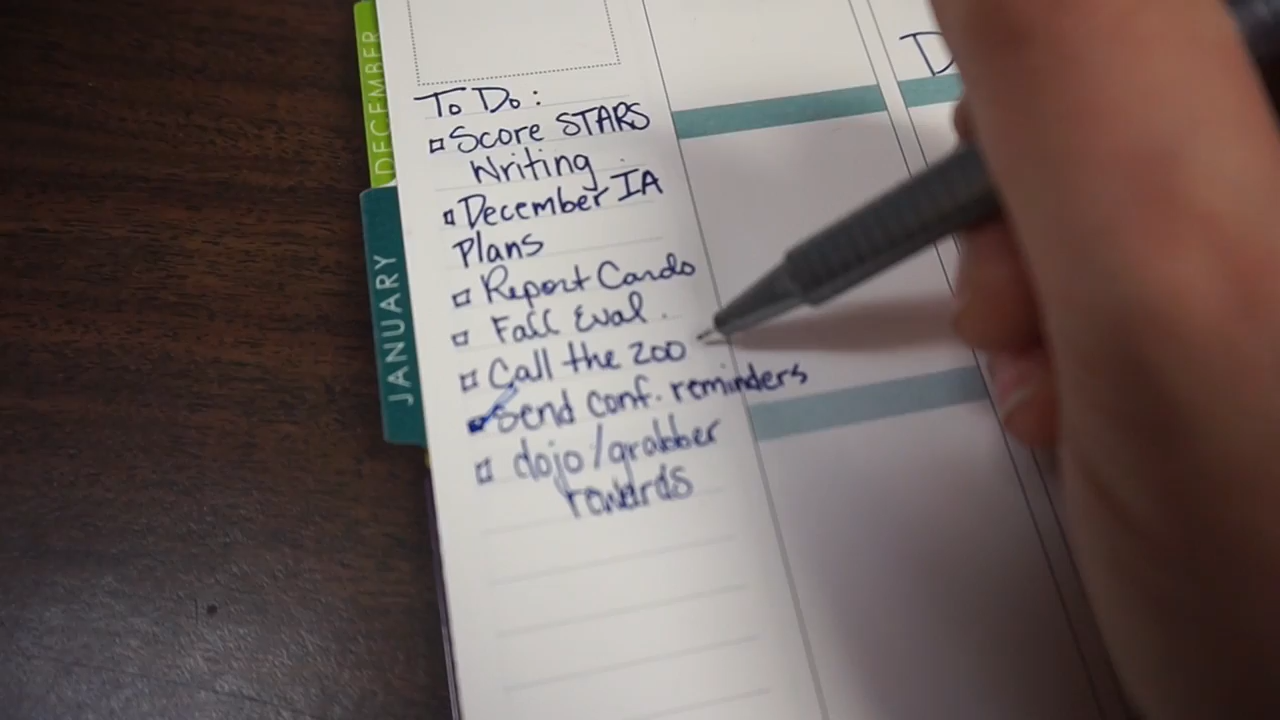 DECEMBER
JANUARY
To Do:
Score STARS
Writing
December IA
Plans
Report Cards
Fall Eval.
Call the zoo
Send conf. reminders
dojo/grabber
rewards
D